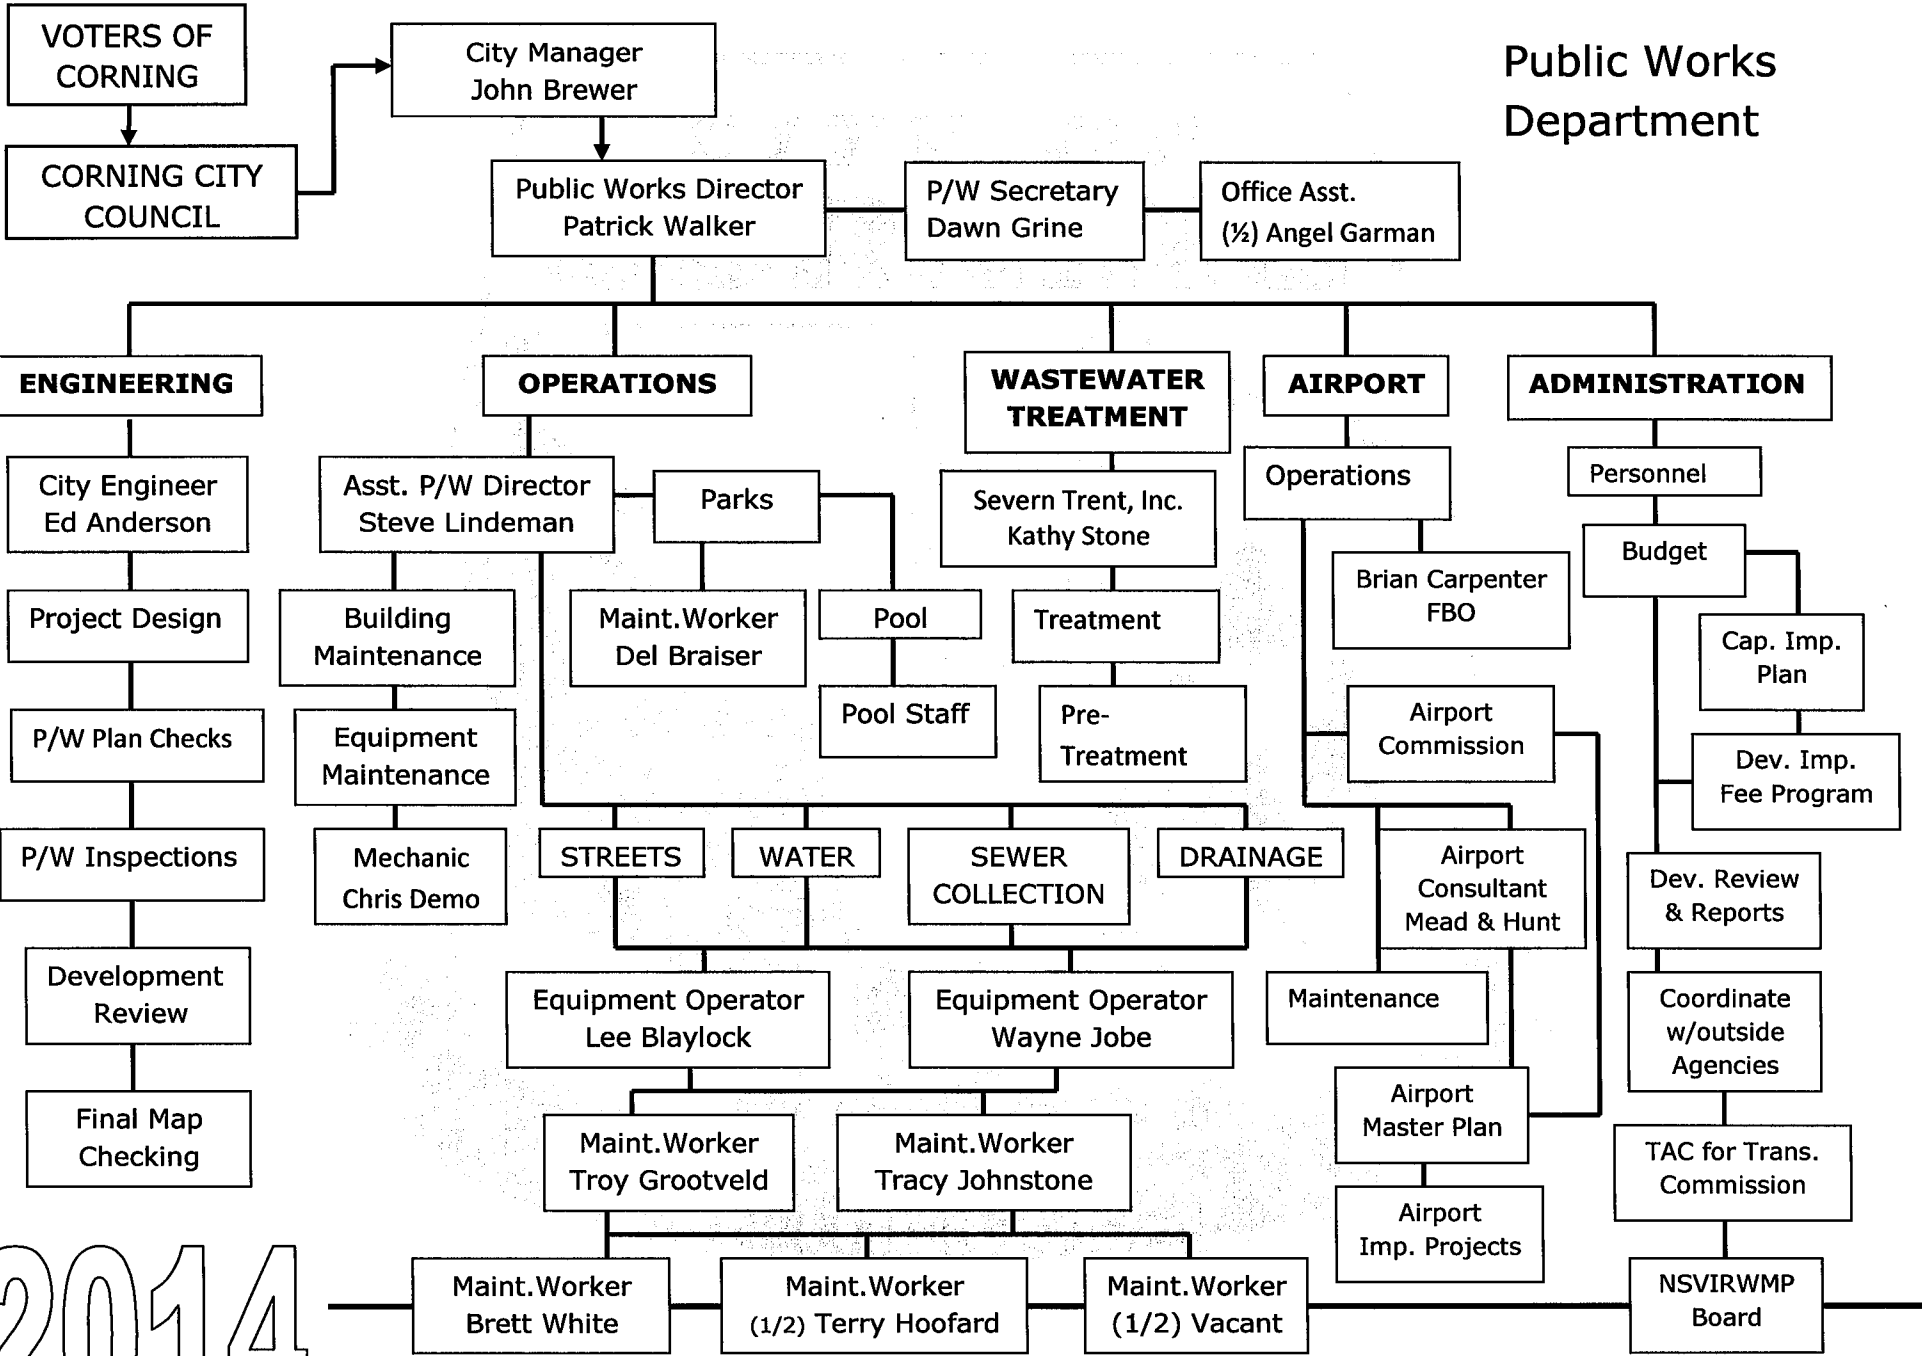 VOTERS OF
CORNING
City Manager
John Brewer
Public Works
Department
CORNING CITY
COUNCIL
Public Works Director
Patrick Walker
P/W Secretary
Dawn Grine
Office Asst.
(½) Angel Garman
ENGINEERING
OPERATIONS
WASTEWATER
TREATMENT
AIRPORT
ADMINISTRATION
City Engineer
Ed Anderson
Project Design
P/W Plan Checks
P/W Inspections
Development
Review
Final Map
Checking
Asst. P/W Director
Steve Lindeman
Parks
Building
Maintenance
Maint.Worker
Del Braiser
Pool
Pool Staff
Equipment
Maintenance
Mechanic
Chris Demo
STREETS
WATER
SEWER
COLLECTION
DRAINAGE
Equipment Operator
Lee Blaylock
Equipment Operator
Wayne Jobe
Maint.Worker
Troy Grootveld
Maint.Worker
Tracy Johnstone
Maint.Worker
Brett White
Maint.Worker
(1/2) Terry Hoofard
Maint.Worker
(1/2) Vacant
Severn Trent, Inc.
Kathy Stone
Treatment
Pre-
Treatment
Operations
Brian Carpenter
FBO
Airport
Commission
Airport
Consultant
Mead & Hunt
Maintenance
Airport
Master Plan
Airport
Imp. Projects
Personnel
Budget
Cap. Imp.
Plan
Dev. Imp.
Fee Program
Dev. Review
& Reports
Coordinate
w/outside
Agencies
TAC for Trans.
Commission
NSVIRWMP
Board
2014